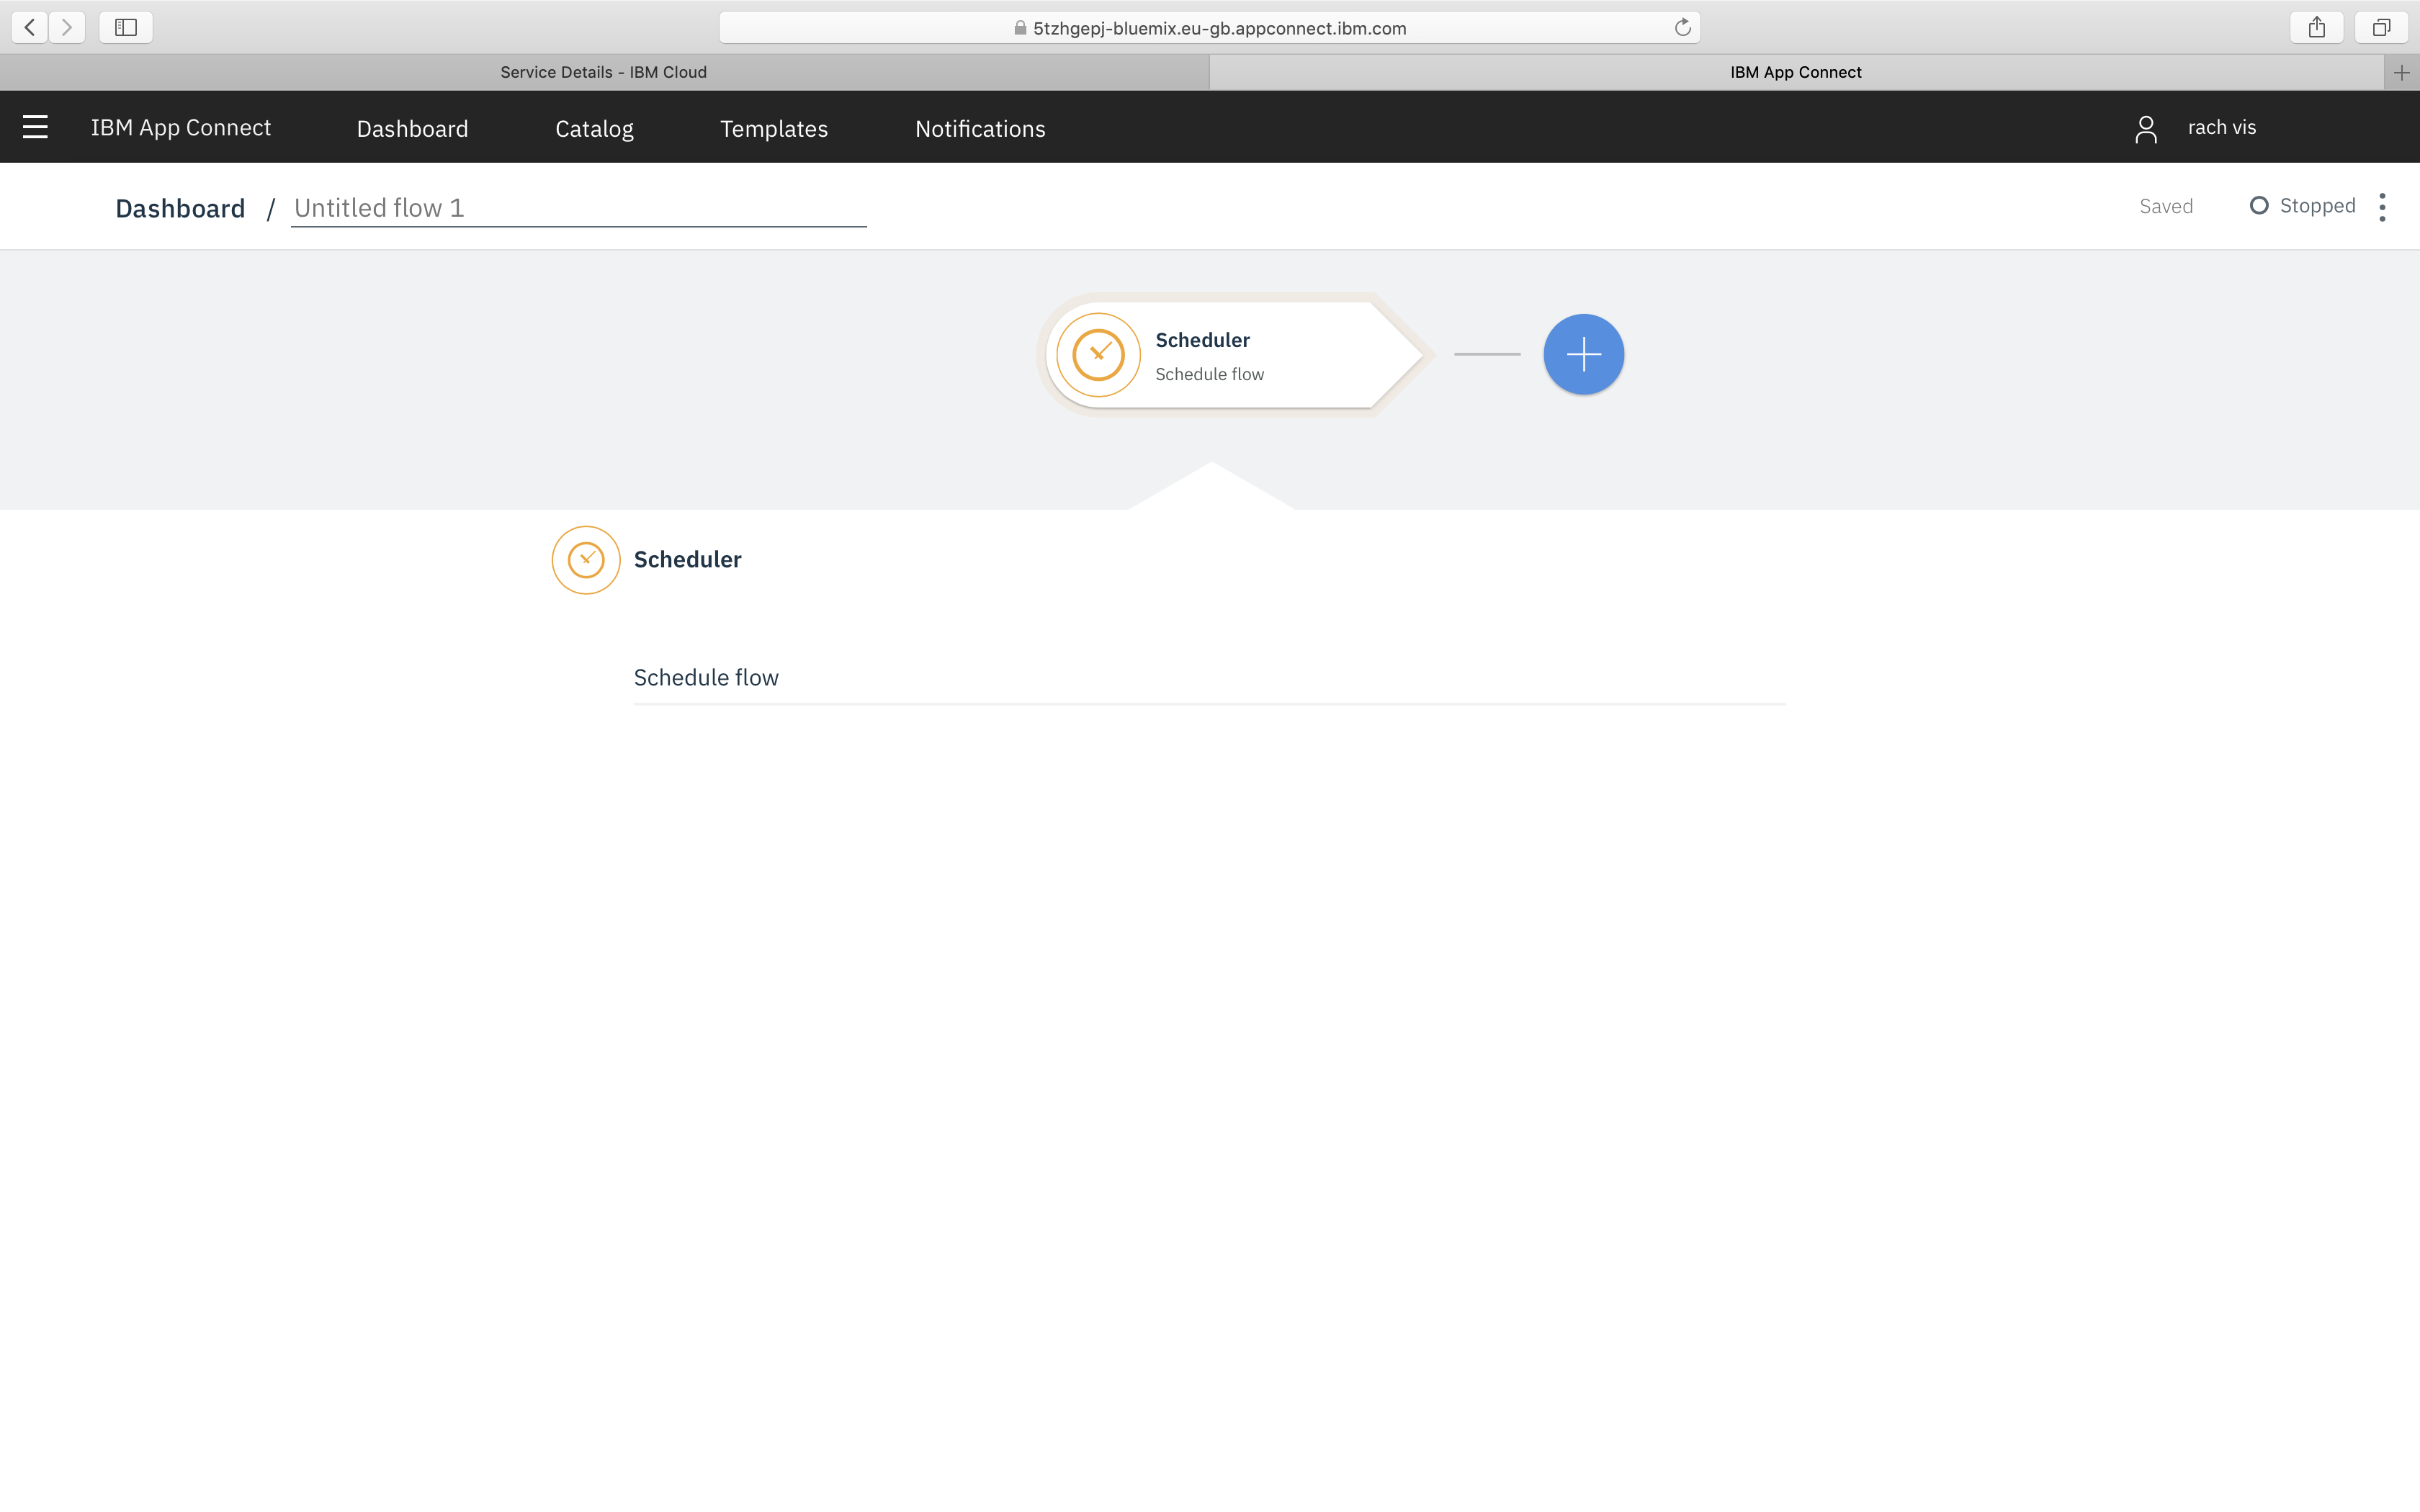 5tzhgepj-bluemix.eu-gb.appconnect.ibm.com
Service Details - IBM Cloud
IBM App Connect
IBM App Connect
Dashboard
Catalog
Templates
Notifications
rach vis
Dashboard / Untitled flow 1
Saved
Stopped
Scheduler
Schedule flow
Scheduler
Schedule flow